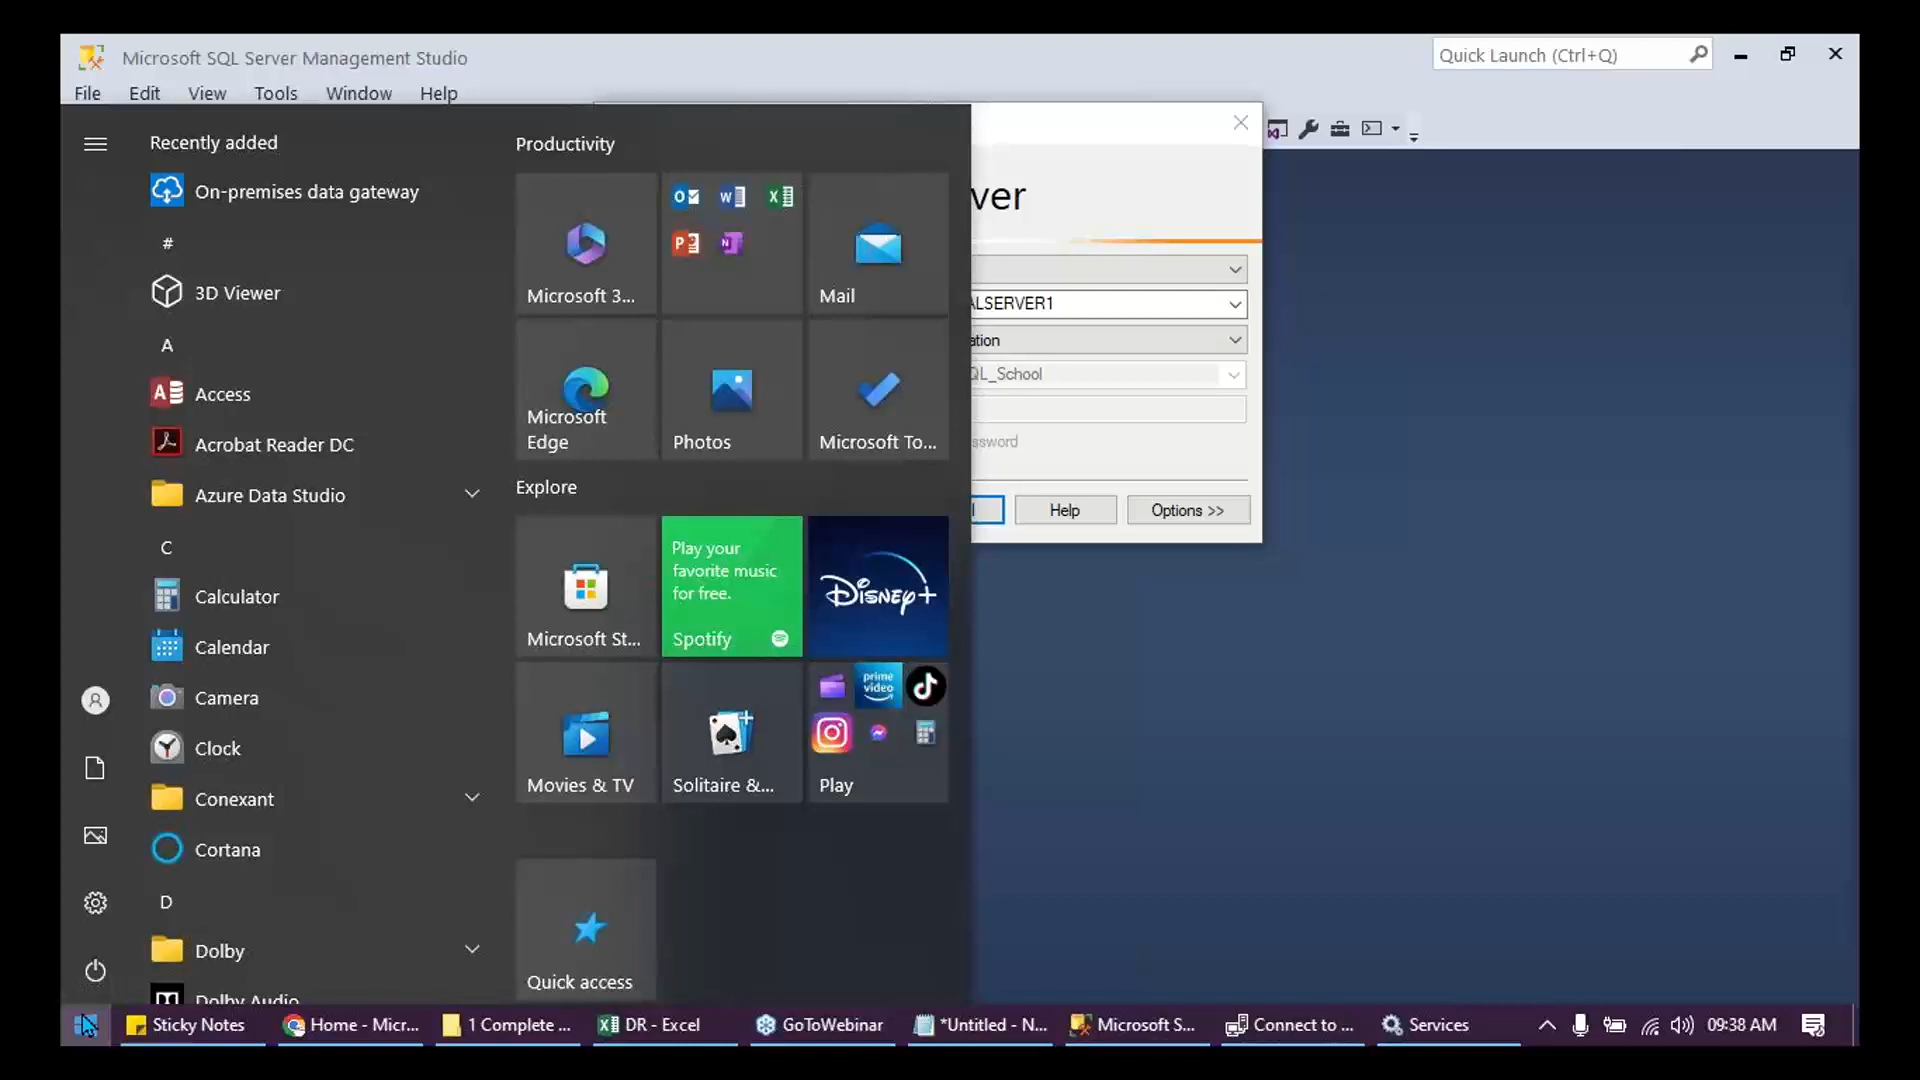 Microsoft SQL Server Management Studio
Quick Launch (Ctrl+Q)
File Edit View Tools Window Help
Recently added
On-premises data gateway
#
3D Viewer
A
Access
Acrobat Reader DC
Azure Data Studio
C
Calculator
Calendar
Camera
Clock
Conexant
Cortana
D
Dolby
Dolby Audio
Productivity
Microsoft 3...
Mail
Microsoft
Edge
Photos
Microsoft To...
Explore
Microsoft St...
Play your
favorite music
for free.
Spotify
Disney+
Movies & TV
Solitaire &...
prime
video
Play
Quick access
ver
ALSERVER1
ation
QL_School
ssword
Help
Options >>
Sticky Notes
Home - Micr...
1 Complete ...
DR - Excel
GoToWebinar
*Untitled - N...
Microsoft S...
Connect to ...
Services
09:38 AM